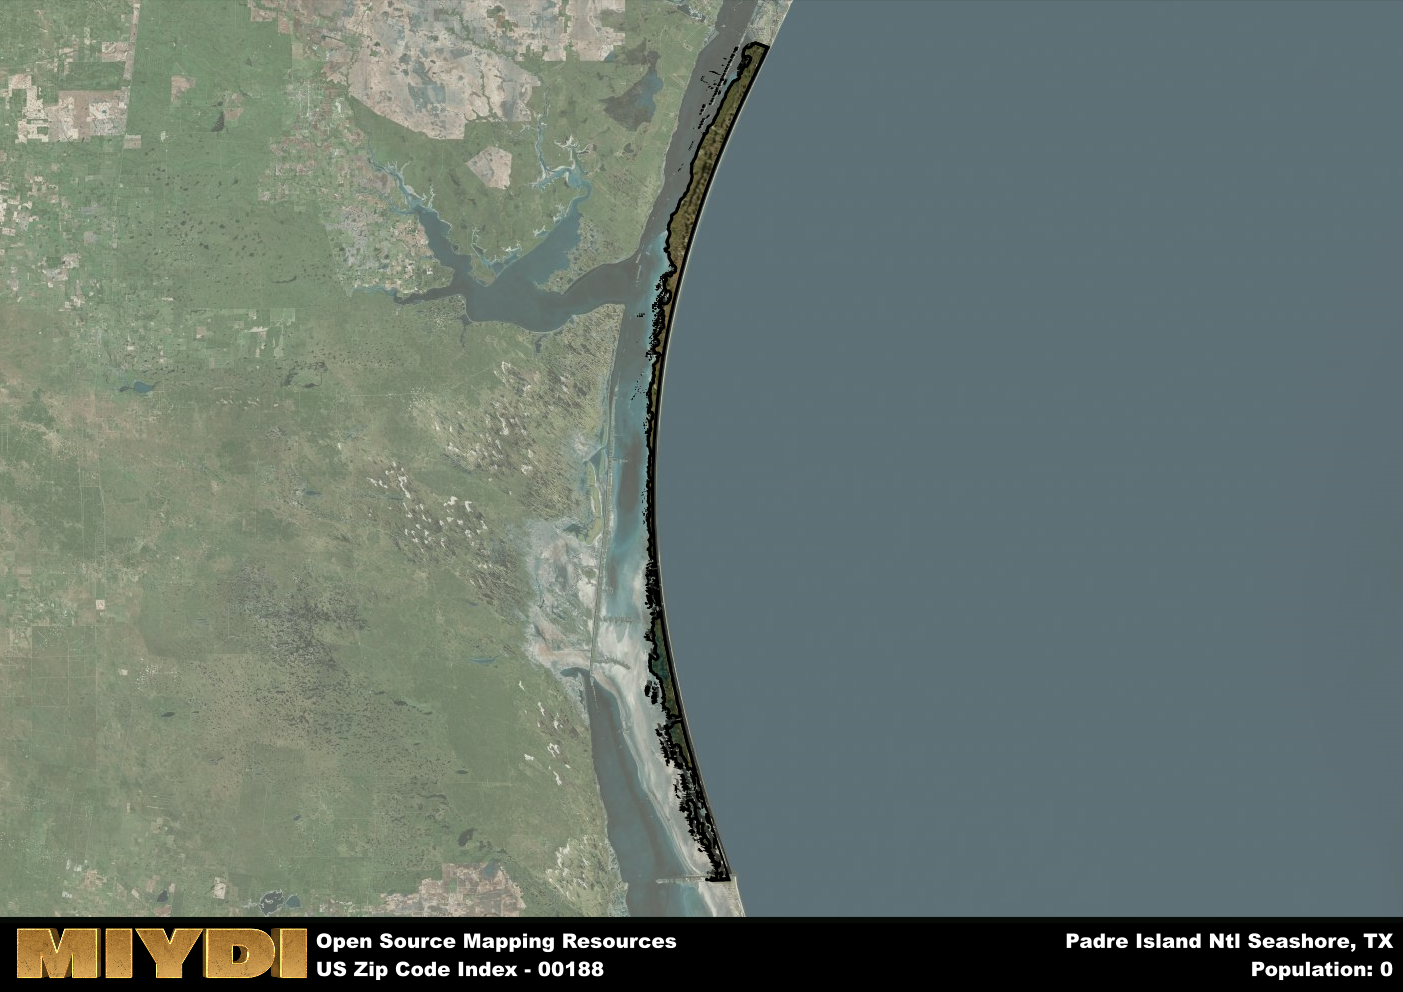 MIYDI
Open Source Mapping Resources
US Zip Code Index - 00188
Padre Island Ntl Seashore, TX
Population: 0